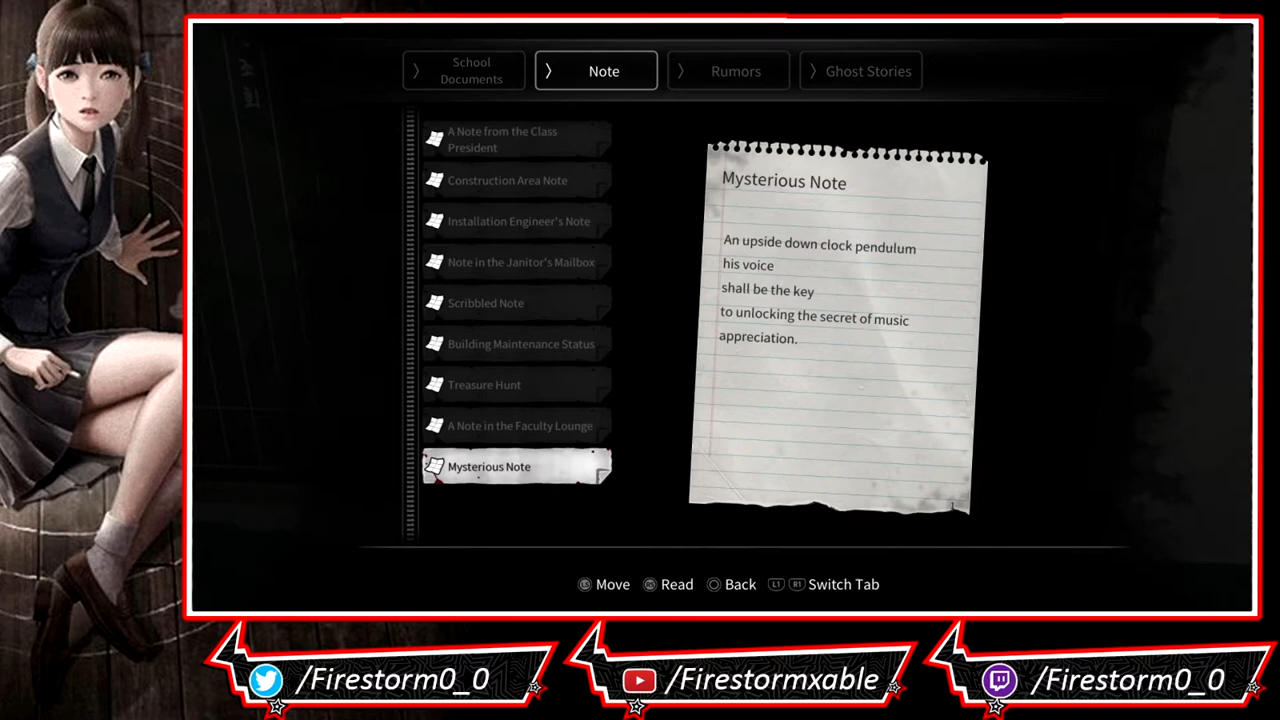 School
Documents
Note
Rumors
Ghost Stories
A Note from the Class
President
Construction Area Note
Installation Engineer's Note
Note in the Janitor's Mailbox
Scribbled Note
Building Maintenance Status
Treasure Hunt
A Note in the Faculty Lounge
Mysterious Note
Mysterious Note
An upside down clock pendulum
his voice
shall be the key
to unlocking the secret of music
appreciation.
Move
Read
Back
L1 R1 Switch Tab
/Firestorm0_0
/Firestormxable
/Firestorm0_0